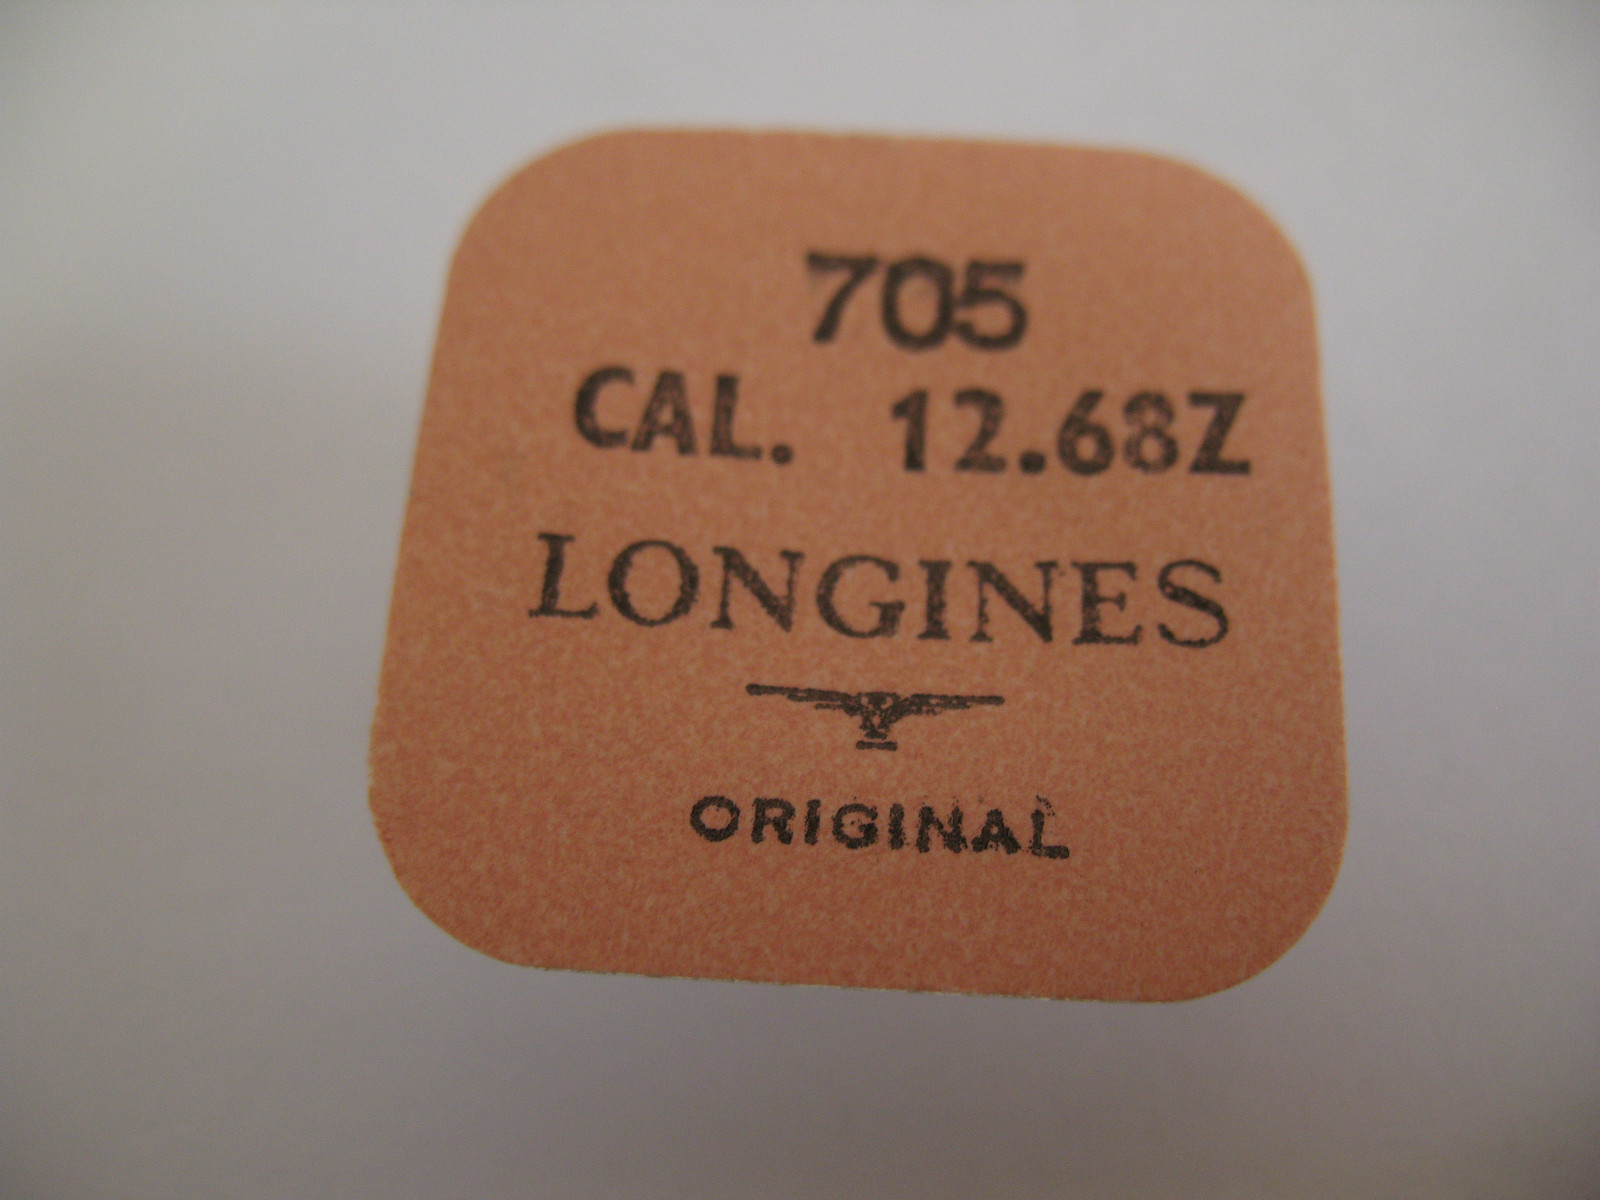 705
CAL. 12.68Z
LONGINES
ORIGINAL